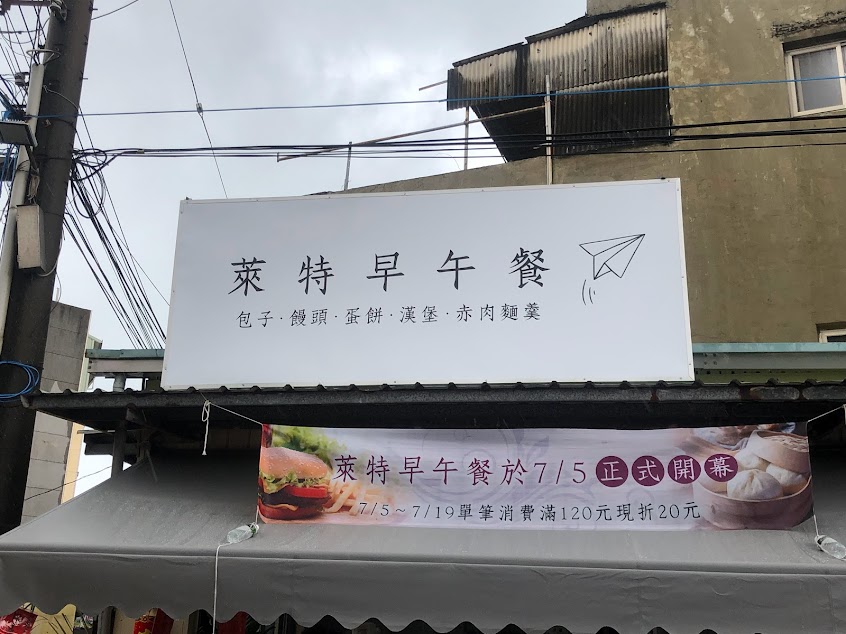 萊特早午餐
包子·饅頭·蛋餅·漢堡·赤肉麵羹
萊特早午餐於7/5正式開幕
7/5~7/19單筆消費滿120元現折20元